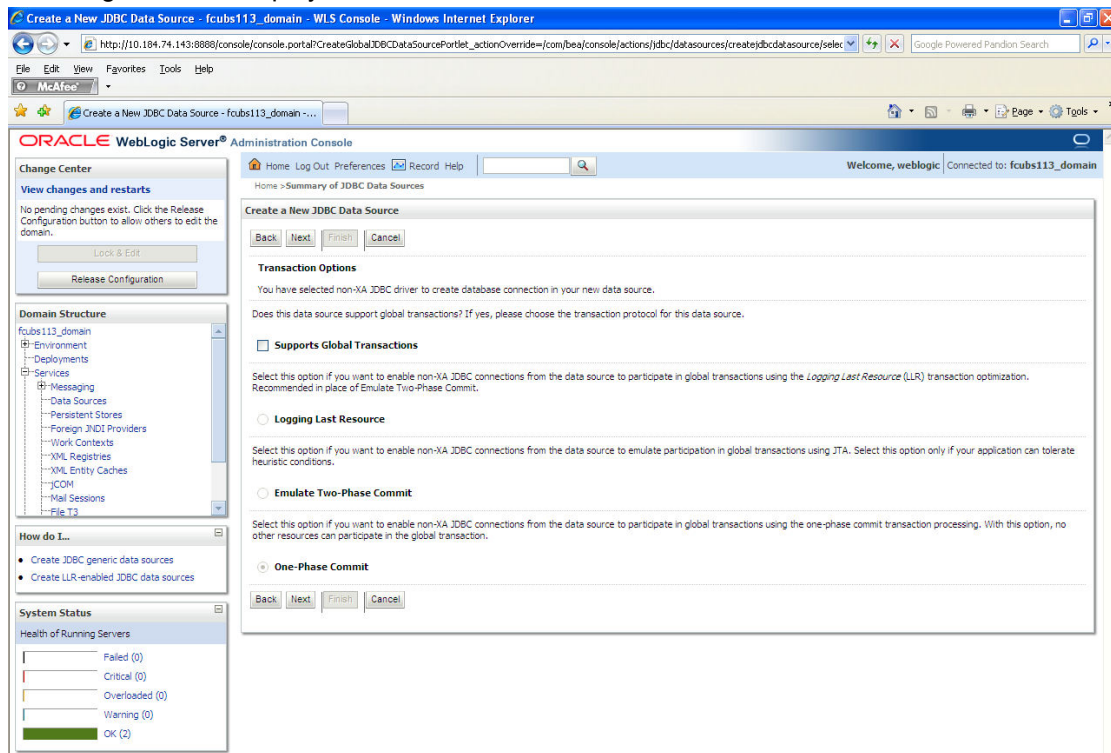 Create a New JDBC Data Source - fcubs113_domain - WLS Console - Windows Internet Explorer
http://10.184.74.143:8888/console/console.portal?CreateGlobalJDBCDataSourcePortlet_actionOverride=/com/bea/console/actions/jdbc/datasources/createjdbcdatasource/selec
Google Powered Pandion Search
File Edit View Favorites Tools Help
McAfee
Create a New JDBC Data Source - fcubs113_domain -...
Page Tools
ORACLE WebLogic Server® Administration Console
Change Center
View changes and restarts
No pending changes exist. Click the Release
Configuration button to allow others to edit the
domain.
Lock & Edit
Release Configuration
Domain Structure
fcubs113_domain
Environment
Deployments
Services
Messaging
Data Sources
Persistent Stores
Foreign JNDI Providers
Work Contexts
XML Registries
XML Entity Caches
jCOM
Mail Sessions
File T3
How do I...
Create JDBC generic data sources
Create LLR-enabled JDBC data sources
System Status
Health of Running Servers
Failed (0)
Critical (0)
Overloaded (0)
Warning (0)
OK (2)
Home Log Out Preferences Record Help
Welcome, weblogic Connected to: fcubs113_domain
Home >Summary of JDBC Data Sources
Create a New JDBC Data Source
Back Next Finish Cancel
Transaction Options
You have selected non-XA JDBC driver to create database connection in your new data source.
Does this data source support global transactions? If yes, please choose the transaction protocol for this data source.
Supports Global Transactions
Select this option if you want to enable non-XA JDBC connections from the data source to participate in global transactions using the Logging Last Resource (LLR) transaction optimization.
Recommended in place of Emulate Two-Phase Commit.
Logging Last Resource
Select this option if you want to enable non-XA JDBC connections from the data source to emulate participation in global transactions using JTA. Select this option only if your application can tolerate
heuristic conditions.
Emulate Two-Phase Commit
Select this option if you want to enable non-XA JDBC connections from the data source to participate in global transactions using the one-phase commit transaction processing. With this option, no
other resources can participate in the global transaction.
One-Phase Commit
Back Next Finish Cancel